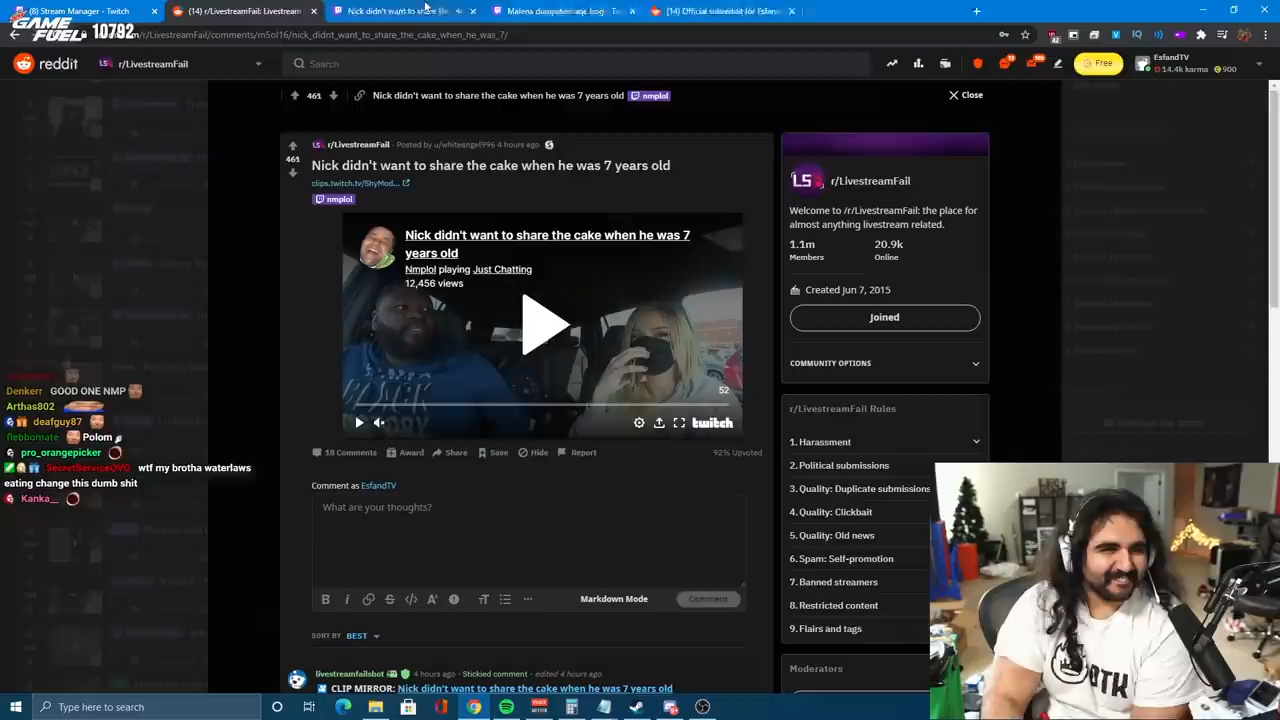 (8) Stream Manager - Twitch
(14) r/LivestreamFail: Livestream
Nick didn't want to share the
GAME FUEL
10792
/r/LivestreamFail/comments/m5ol16/nick_didnt_want_to_share_the_cake_when_he_was_7/
reddit
r/LivestreamFail
Search
Free
EsfandTV
14.4k karma
900
461
Nick didn't want to share the cake when he was 7 years old
nmplol
Close
r/LivestreamFail · Posted by u/whiteangel996 4 hours ago
461
Nick didn't want to share the cake when he was 7 years old
clips.twitch.tv/ShyMod...
nmplol
Nick didn't want to share the cake when he was 7
years old
Nmplol playing Just Chatting
12,456 views
52
twitch
18 Comments
Award
Share
Save
Hide
Report
92% Upvoted
Comment as EsfandTV
What are your thoughts?
Markdown Mode
Comment
SORT BY BEST
livestreamfailsbot
4 hours ago · Stickied comment · edited 4 hours ago
CLIP MIRROR: Nick didn't want to share the cake when he was 7 years old
r/LivestreamFail
Welcome to /r/LivestreamFail: the place for
almost anything livestream related.
1.1m
Members
20.9k
Online
Created Jun 7, 2015
Joined
COMMUNITY OPTIONS
r/LivestreamFail Rules
1. Harassment
2. Political submissions
3. Quality: Duplicate submissions
4. Quality: Clickbait
5. Quality: Old news
6. Spam: Self-promotion
7. Banned streamers
8. Restricted content
9. Flairs and tags
Moderators
Denkerr GOOD ONE NMP
Arthas802
deafguy87
flebbomate Polom
pro_orangepicker
SecretServiceOVO wtf my brotha waterlaws
eating change this dumb shit
Kanka__
Type here to search